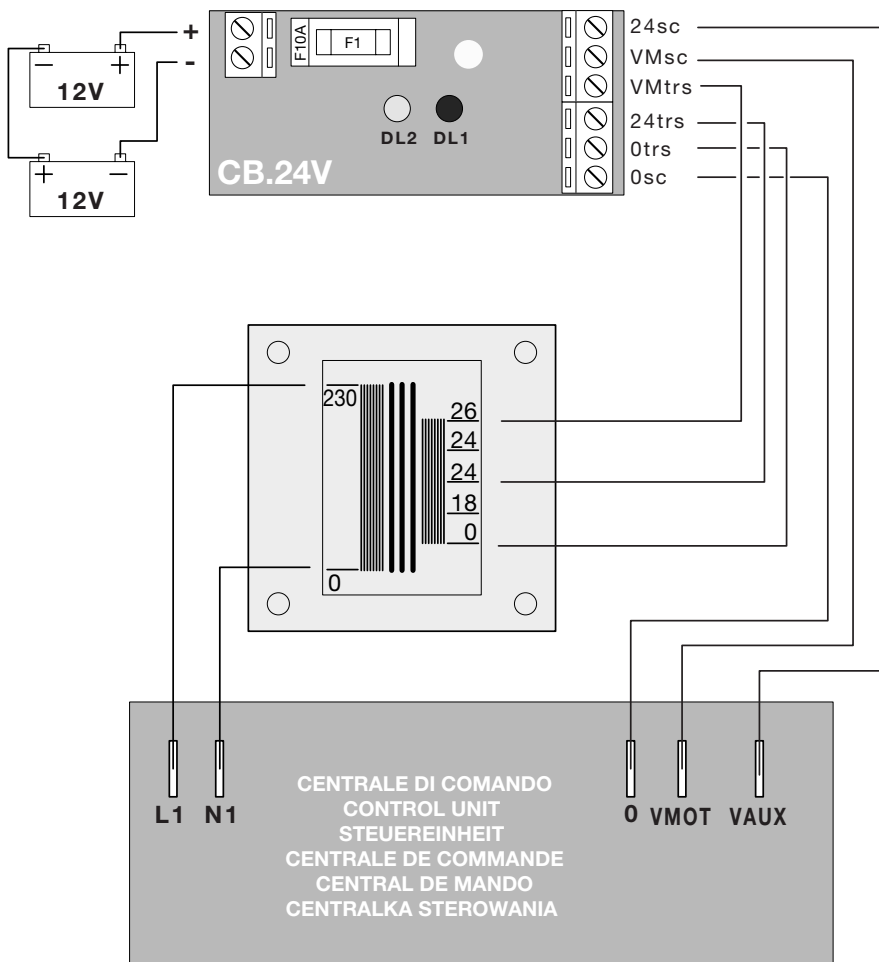 +
-
- +
12V
+ -
12V
F10A
F1
DL2 DL1
CB.24V
24sc
VMsc
VMtrs
24trs
0trs
0sc
230
0
26
24
24
18
0
L1 N1
CENTRALE DI COMANDO
CONTROL UNIT
STEUEREINHEIT
CENTRALE DE COMMANDE
CENTRAL DE MANDO
CENTRALKA STEROWANIA
0 VMOT VAUX